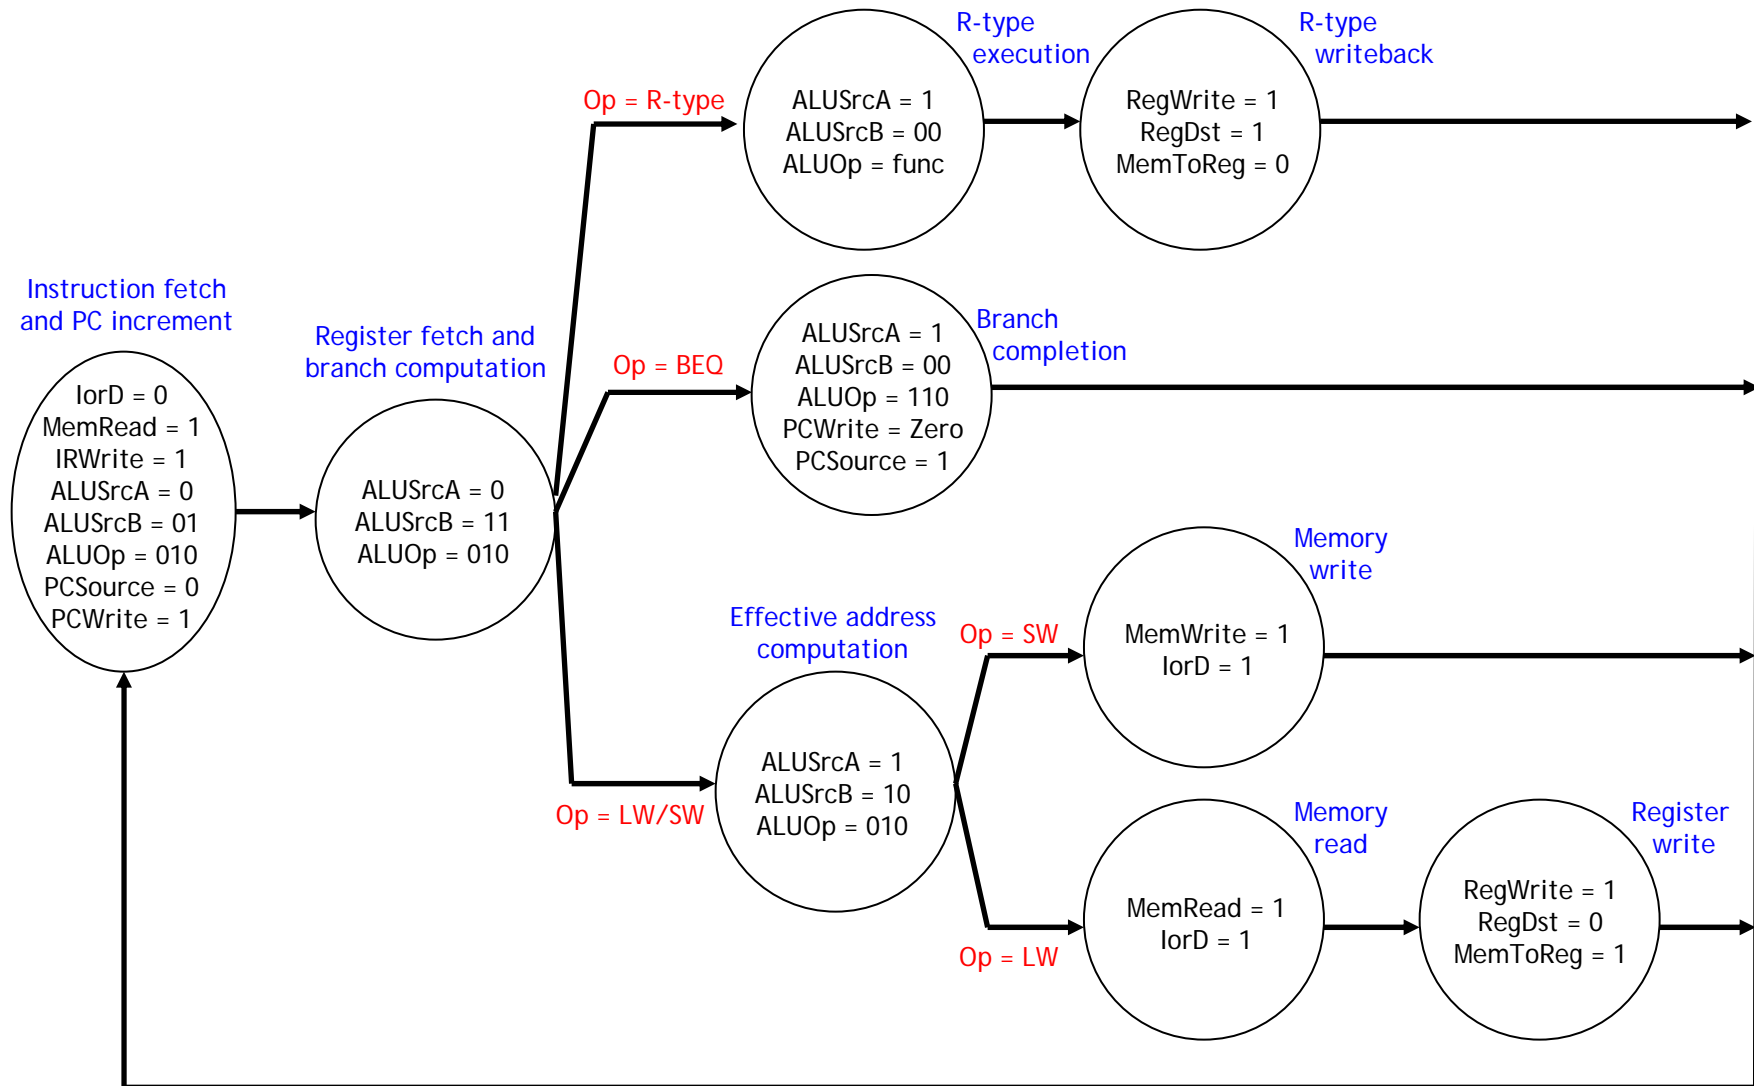 R-type
execution
R-type
writeback
Op = R-type
ALUSrcA = 1
ALUSrcB = 00
ALUOp = func
RegWrite = 1
RegDst = 1
MemToReg = 0
Instruction fetch
and PC increment
IorD = 0
MemRead = 1
IRWrite = 1
ALUSrcA = 0
ALUSrcB = 01
ALUOp = 010
PCSource = 0
PCWrite = 1
Register fetch and
branch computation
ALUSrcA = 0
ALUSrcB = 11
ALUOp = 010
Op = BEQ
ALUSrcA = 1
ALUSrcB = 00
ALUOp = 110
PCWrite = Zero
PCSource = 1
Branch
completion
Op = LW/SW
Effective address
computation
ALUSrcA = 1
ALUSrcB = 10
ALUOp = 010
Op = SW
MemWrite = 1
IorD = 1
Memory
write
Op = LW
MemRead = 1
IorD = 1
Memory
read
RegWrite = 1
RegDst = 0
MemToReg = 1
Register
write